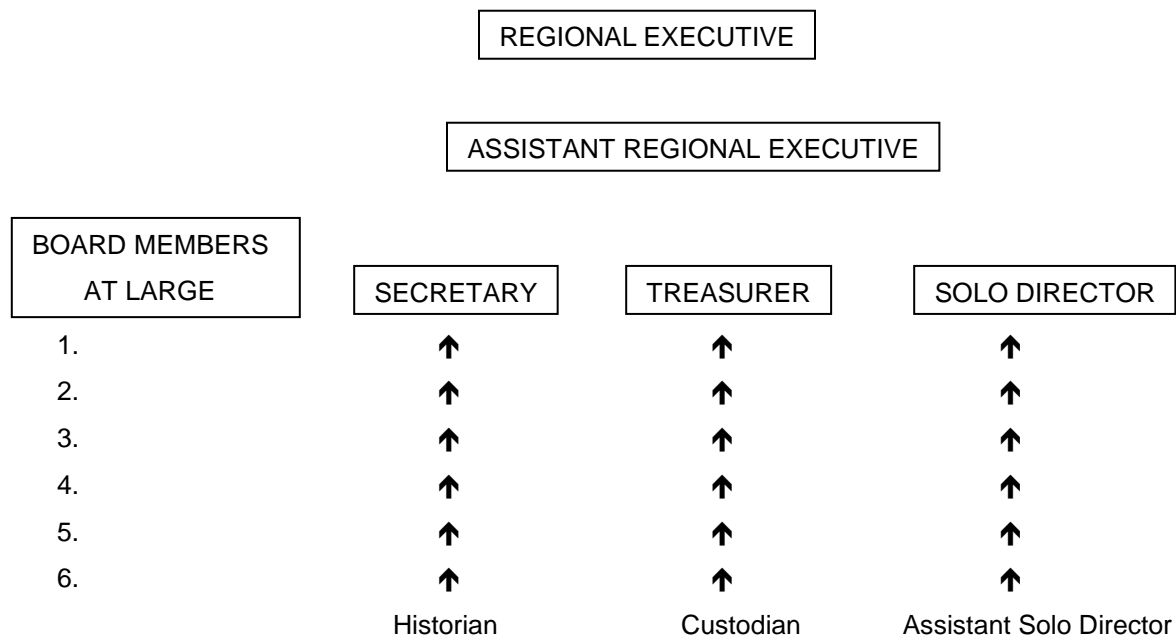 REGIONAL EXECUTIVE
ASSISTANT REGIONAL EXECUTIVE
BOARD MEMBERS
AT LARGE
SECRETARY
TREASURER
SOLO DIRECTOR
1.
2.
3.
4.
5.
6.
Historian
Custodian
Assistant Solo Director